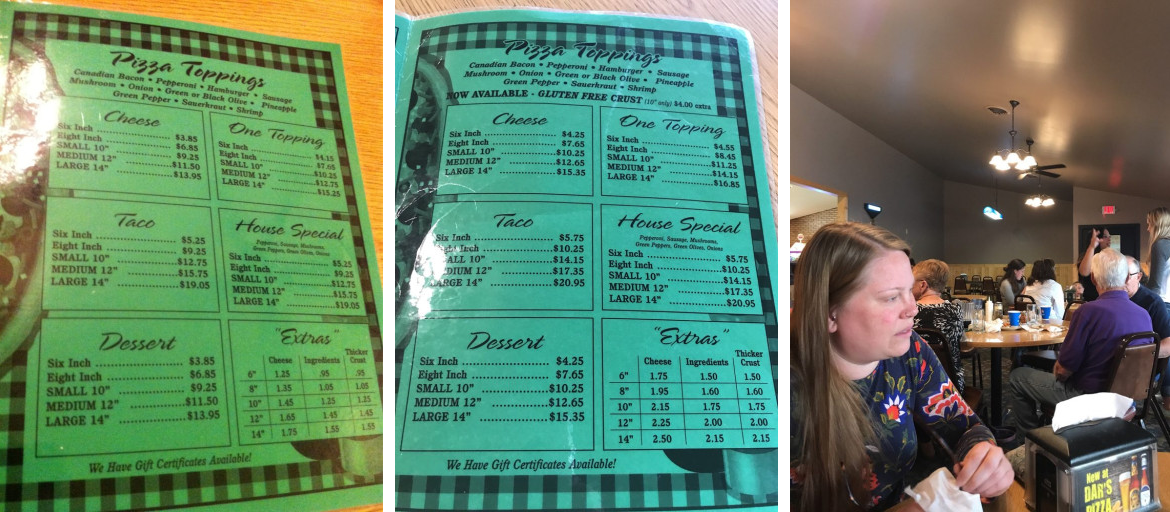 Pizza Toppings
Canadian Bacon • Pepperoni • Hamburger • Sausage
Mushroom • Onion • Green or Black Olive • Pineapple
Green Pepper • Sauerkraut • Shrimp
Cheese
Six Inch $3.85
Eight Inch $6.85
SMALL 10" $9.25
MEDIUM 12" $11.50
LARGE 14" $13.95
One Topping
Six Inch $4.15
Eight Inch $7.65
SMALL 10" $10.25
MEDIUM 12" $12.75
LARGE 14" $15.25
Taco
Six Inch $5.25
Eight Inch $9.25
SMALL 10" $12.75
MEDIUM 12" $15.75
LARGE 14" $19.05
House Special
Pepperoni, Sausage, Mushrooms,
Green Peppers, Green Olives, Onions
Six Inch $5.25
Eight Inch $9.25
SMALL 10" $12.75
MEDIUM 12" $15.75
LARGE 14" $19.05
Dessert
Six Inch $3.85
Eight Inch $6.85
SMALL 10" $9.25
MEDIUM 12" $11.50
LARGE 14" $13.95
"Extras"
Cheese Ingredients Thicker
Crust
6" 1.25 .95 .95
8" 1.35 1.05 1.05
10" 1.45 1.25 1.25
12" 1.65 1.45 1.45
14" 1.75 1.55 1.55
We Have Gift Certificates Available!
Pizza Toppings
Canadian Bacon • Pepperoni • Hamburger • Sausage
Mushroom • Onion • Green or Black Olive • Pineapple
Green Pepper • Sauerkraut • Shrimp
NOW AVAILABLE - GLUTEN FREE CRUST (10" only) $4.00 extra
Cheese
Six Inch $4.25
Eight Inch $7.65
SMALL 10" $10.25
MEDIUM 12" $12.65
LARGE 14" $15.35
One Topping
Six Inch $4.55
Eight Inch $8.45
SMALL 10" $11.25
MEDIUM 12" $14.15
LARGE 14" $16.85
Taco
Six Inch $5.75
Eight Inch $10.25
SMALL 10" $14.15
MEDIUM 12" $17.35
LARGE 14" $20.95
House Special
Pepperoni, Sausage, Mushrooms,
Green Peppers, Green Olives, Onions
Six Inch $5.75
Eight Inch $10.25
SMALL 10" $14.15
MEDIUM 12" $17.35
LARGE 14" $20.95
Dessert
Six Inch $4.25
Eight Inch $7.65
SMALL 10" $10.25
MEDIUM 12" $12.65
LARGE 14" $15.35
"Extras"
Cheese Ingredients Thicker
Crust
6" 1.75 1.50 1.50
8" 1.95 1.60 1.60
10" 2.15 1.75 1.75
12" 2.25 2.00 2.00
14" 2.50 2.15 2.15
We Have Gift Certificates Available!
Now at
DAR'S
PIZZA